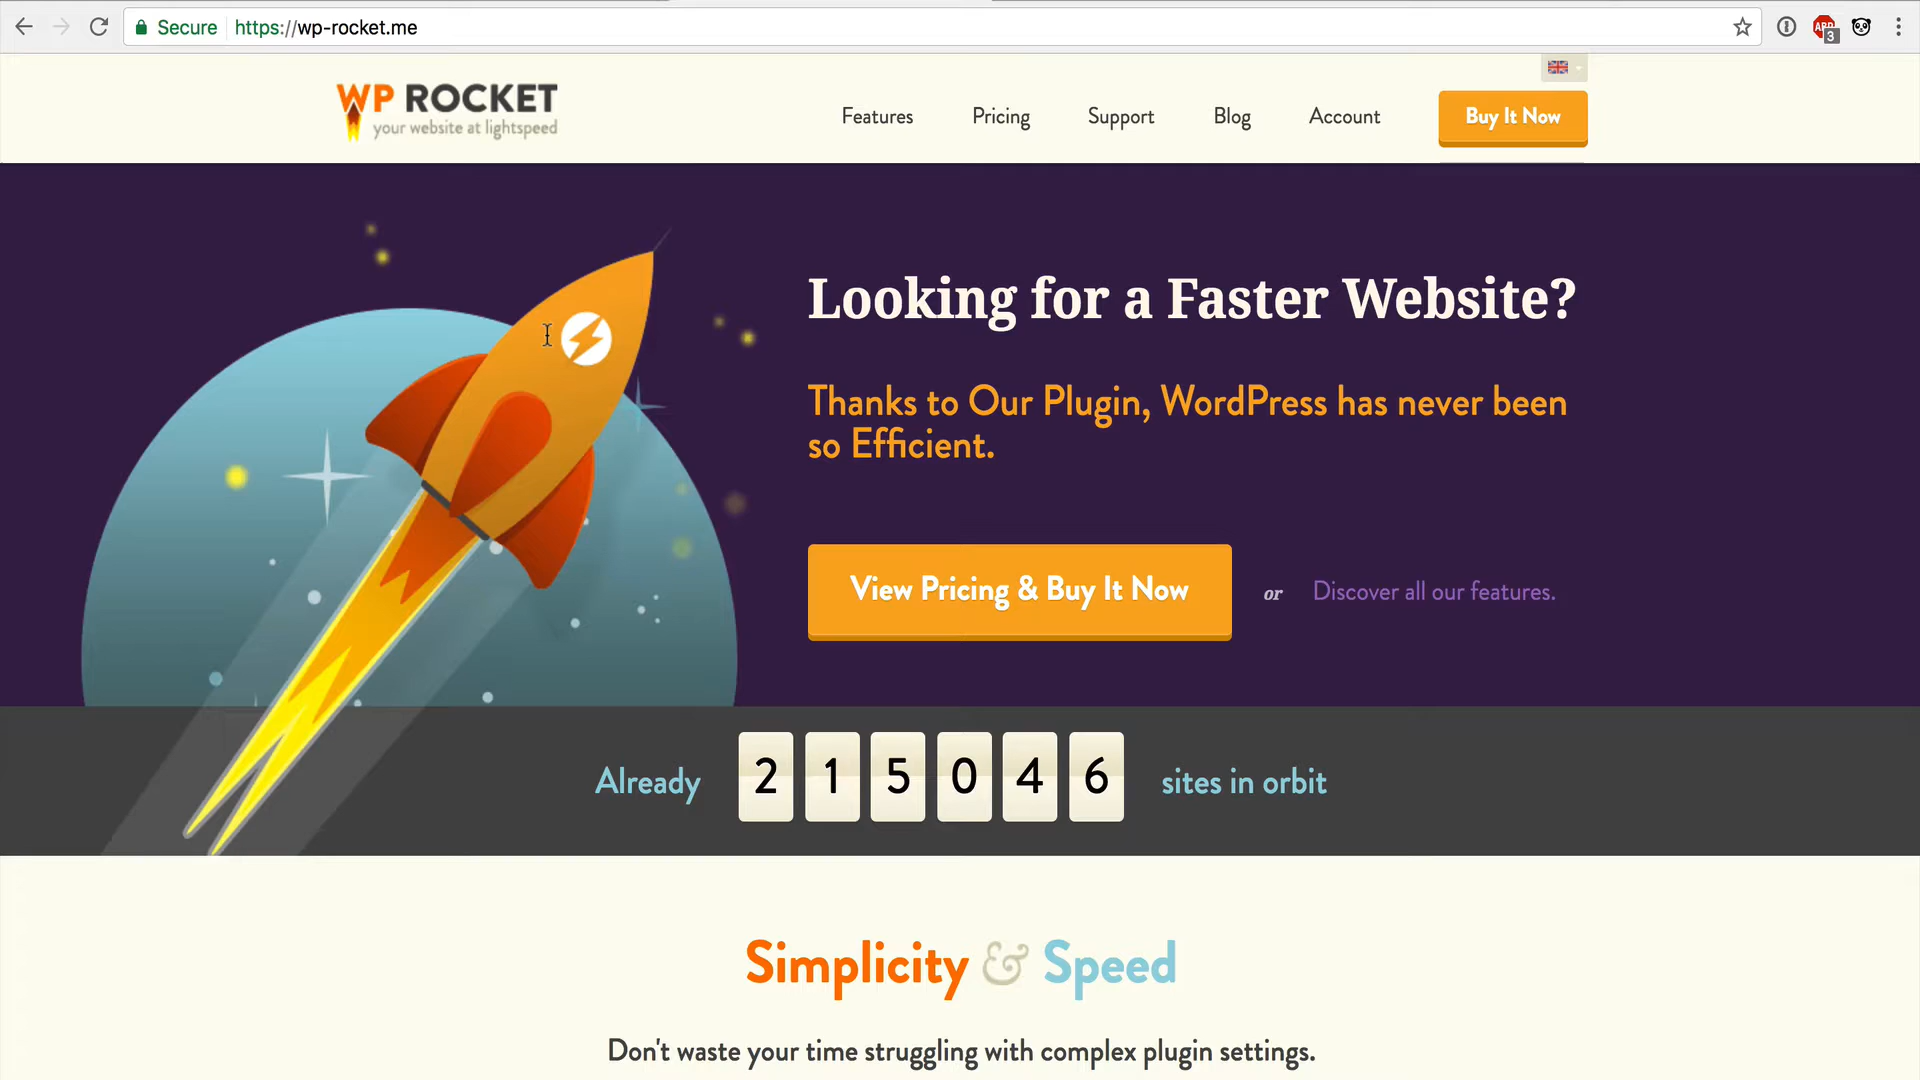 Secure https://wp-rocket.me
ABP
3
WP ROCKET
your website at lightspeed
Features Pricing Support Blog Account Buy It Now
Looking for a Faster Website?
Thanks to Our Plugin, WordPress has never been
so Efficient.
View Pricing & Buy It Now or Discover all our features.
Already 2 1 5 0 4 6 sites in orbit
Simplicity & Speed
Don't waste your time struggling with complex plugin settings.